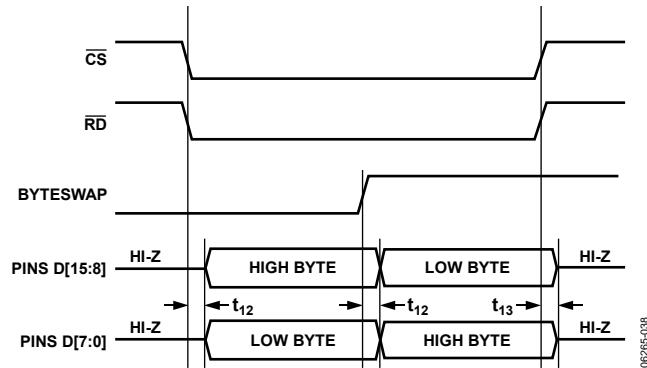 CS
RD
BYTESWAP
PINS D[15:8] HI-Z HIGH BYTE LOW BYTE HI-Z
t12 t12 t13
PINS D[7:0] HI-Z LOW BYTE HIGH BYTE HI-Z
06265-038